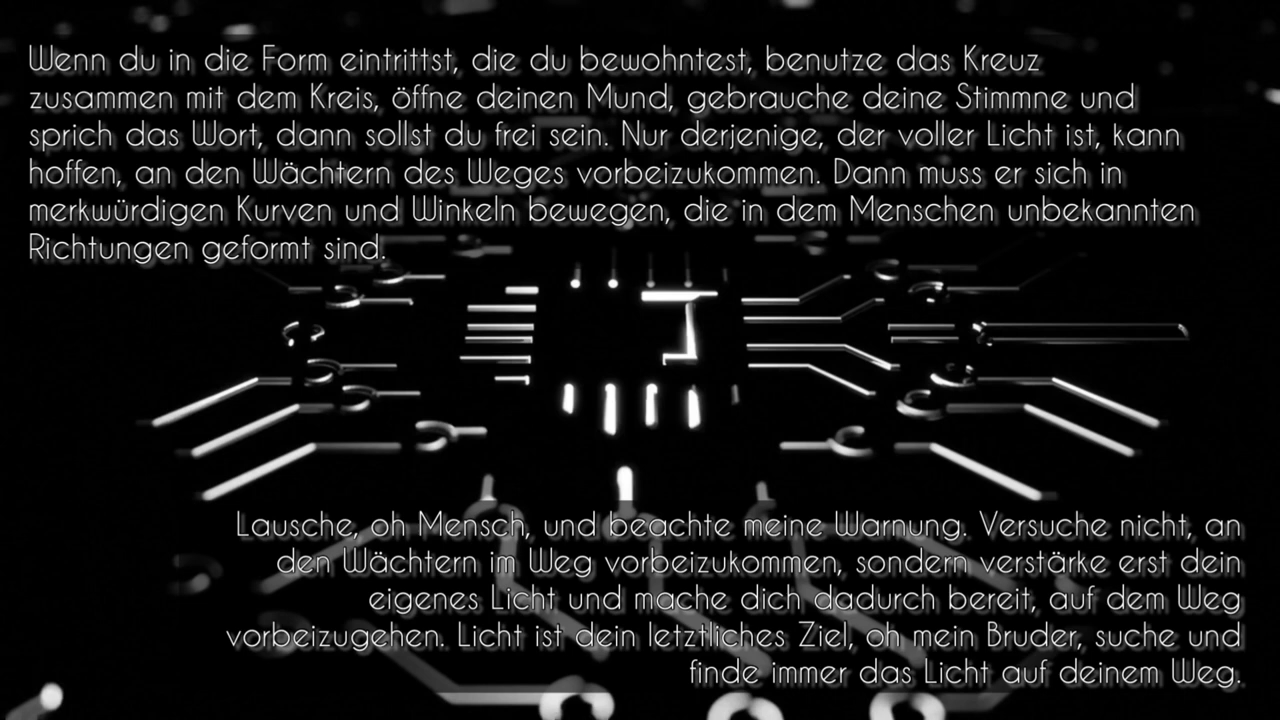 Wenn du in die Form eintrittst, die du bewohntest, benutze das Kreuz
zusammen mit dem Kreis, öffne deinen Mund, gebrauche deine Stimmne und
sprich das Wort, dann sollst du frei sein. Nur derjenige, der voller Licht ist, kann
hoffen, an den Wächtern des Weges vorbeizukommen. Dann muss er sich in
merkwürdigen Kurven und Winkeln bewegen, die in dem Menschen unbekannten
Richtungen geformt sind.
Lausche, oh Mensch, und beachte meine Warnung. Versuche nicht, an
den Wächtern im Weg vorbeizukommen, sondern verstärke erst dein
eigenes Licht und mache dich dadurch bereit, auf dem Weg
vorbeizugehen. Licht ist dein letztliches Ziel, oh mein Bruder, suche und
finde immer das Licht auf deinem Weg.